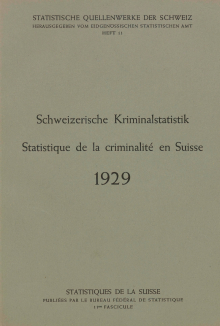 STATISTISCHE QUELLENWERKE DER SCHWEIZ
HERAUSGEGEBEN VOM EIDGENÖSSISCHEN STATISTISCHEN AMT
HEFT 11
Schweizerische Kriminalstatistik
Statistique de la criminalité en Suisse
1929
STATISTIQUES DE LA SUISSE
PUBLIÉES PAR LE BUREAU FÉDÉRAL DE STATISTIQUE
11me FASCICULE